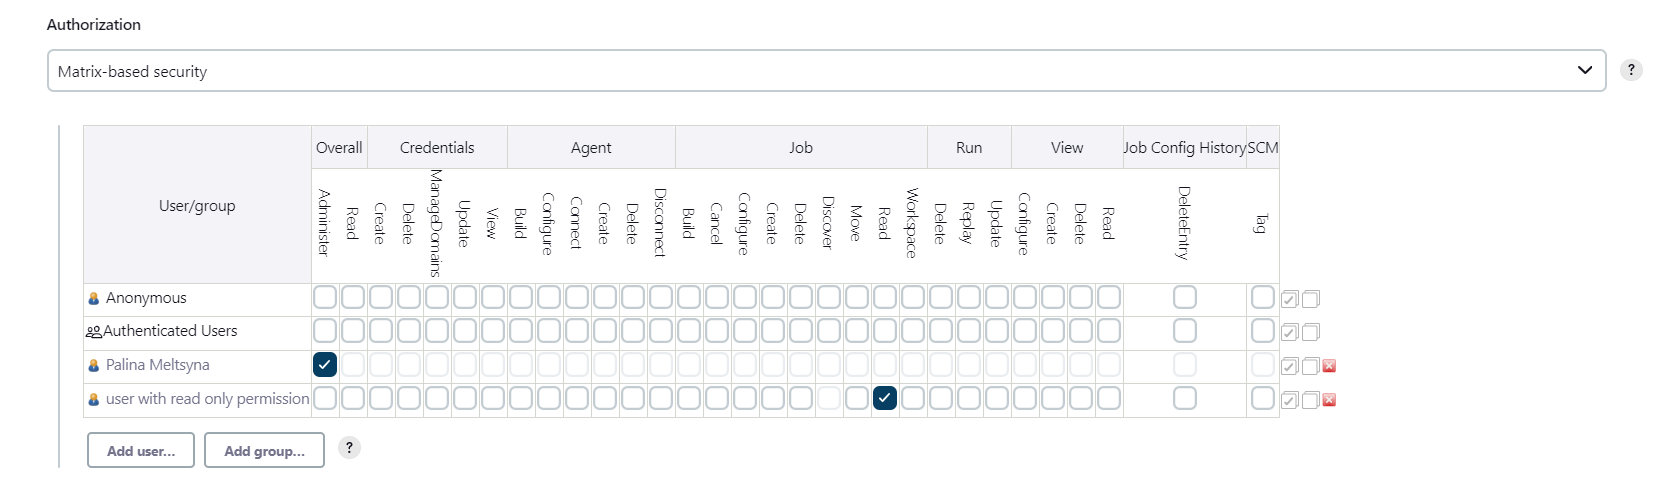 Authorization
Matrix-based security
?
User/group
Overall
Credentials
Agent
Job
Run
View
Job Config History
SCM
Administer
Read
Create
Delete
ManageDomains
Update
View
Build
Configure
Connect
Create
Delete
Disconnect
Build
Cancel
Configure
Create
Delete
Discover
Move
Read
Workspace
Delete
Replay
Update
Configure
Create
Delete
Read
DeleteEntry
Tag
Anonymous
Authenticated Users
Palina Meltsyna
user with read only permission
Add user...
Add group...
?